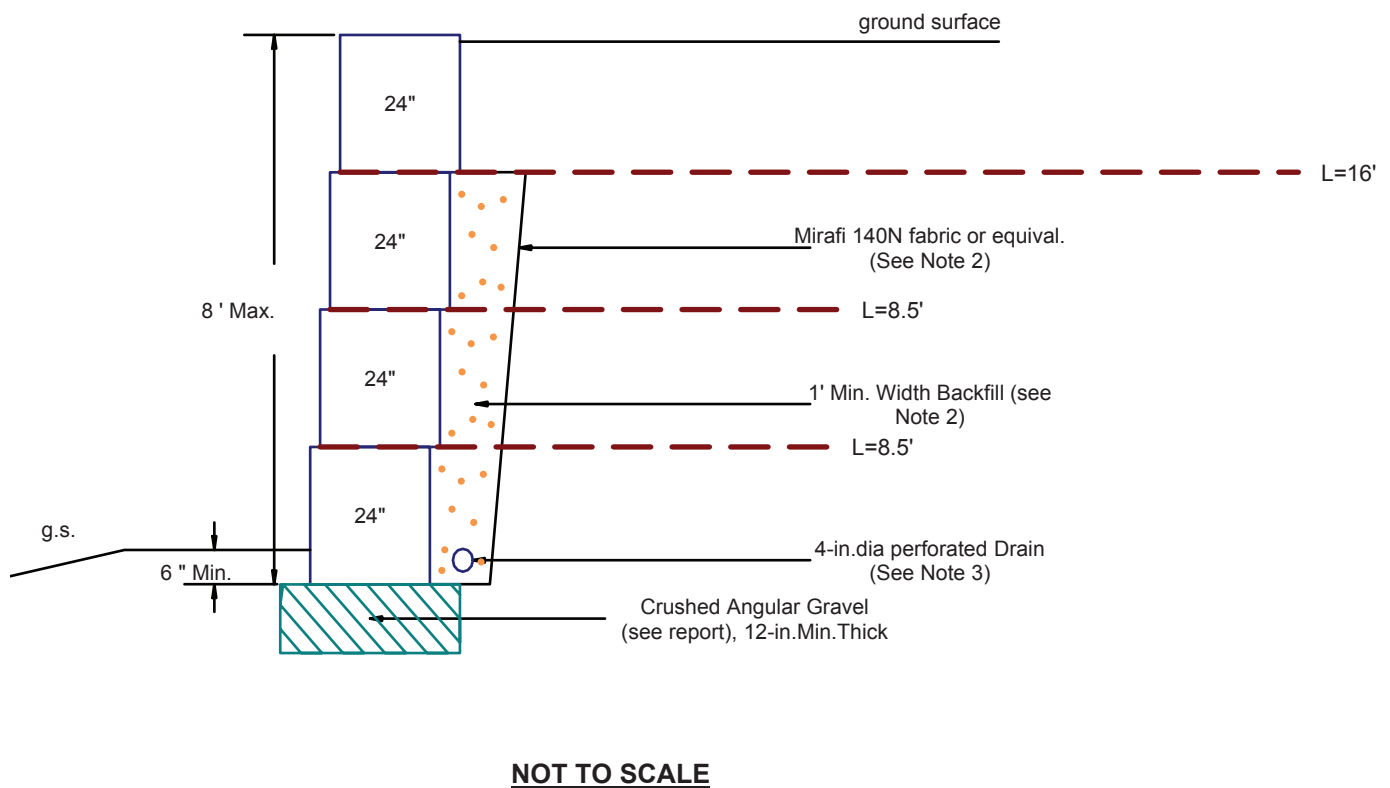 ground surface
24"
L=16'
24"
Mirafi 140N fabric or equival.
(See Note 2)
8 ' Max.
L=8.5'
24"
1' Min. Width Backfill (see
Note 2)
L=8.5'
24"
g.s.
4-in.dia perforated Drain
(See Note 3)
6 " Min.
Crushed Angular Gravel
(see report), 12-in.Min.Thick
NOT TO SCALE